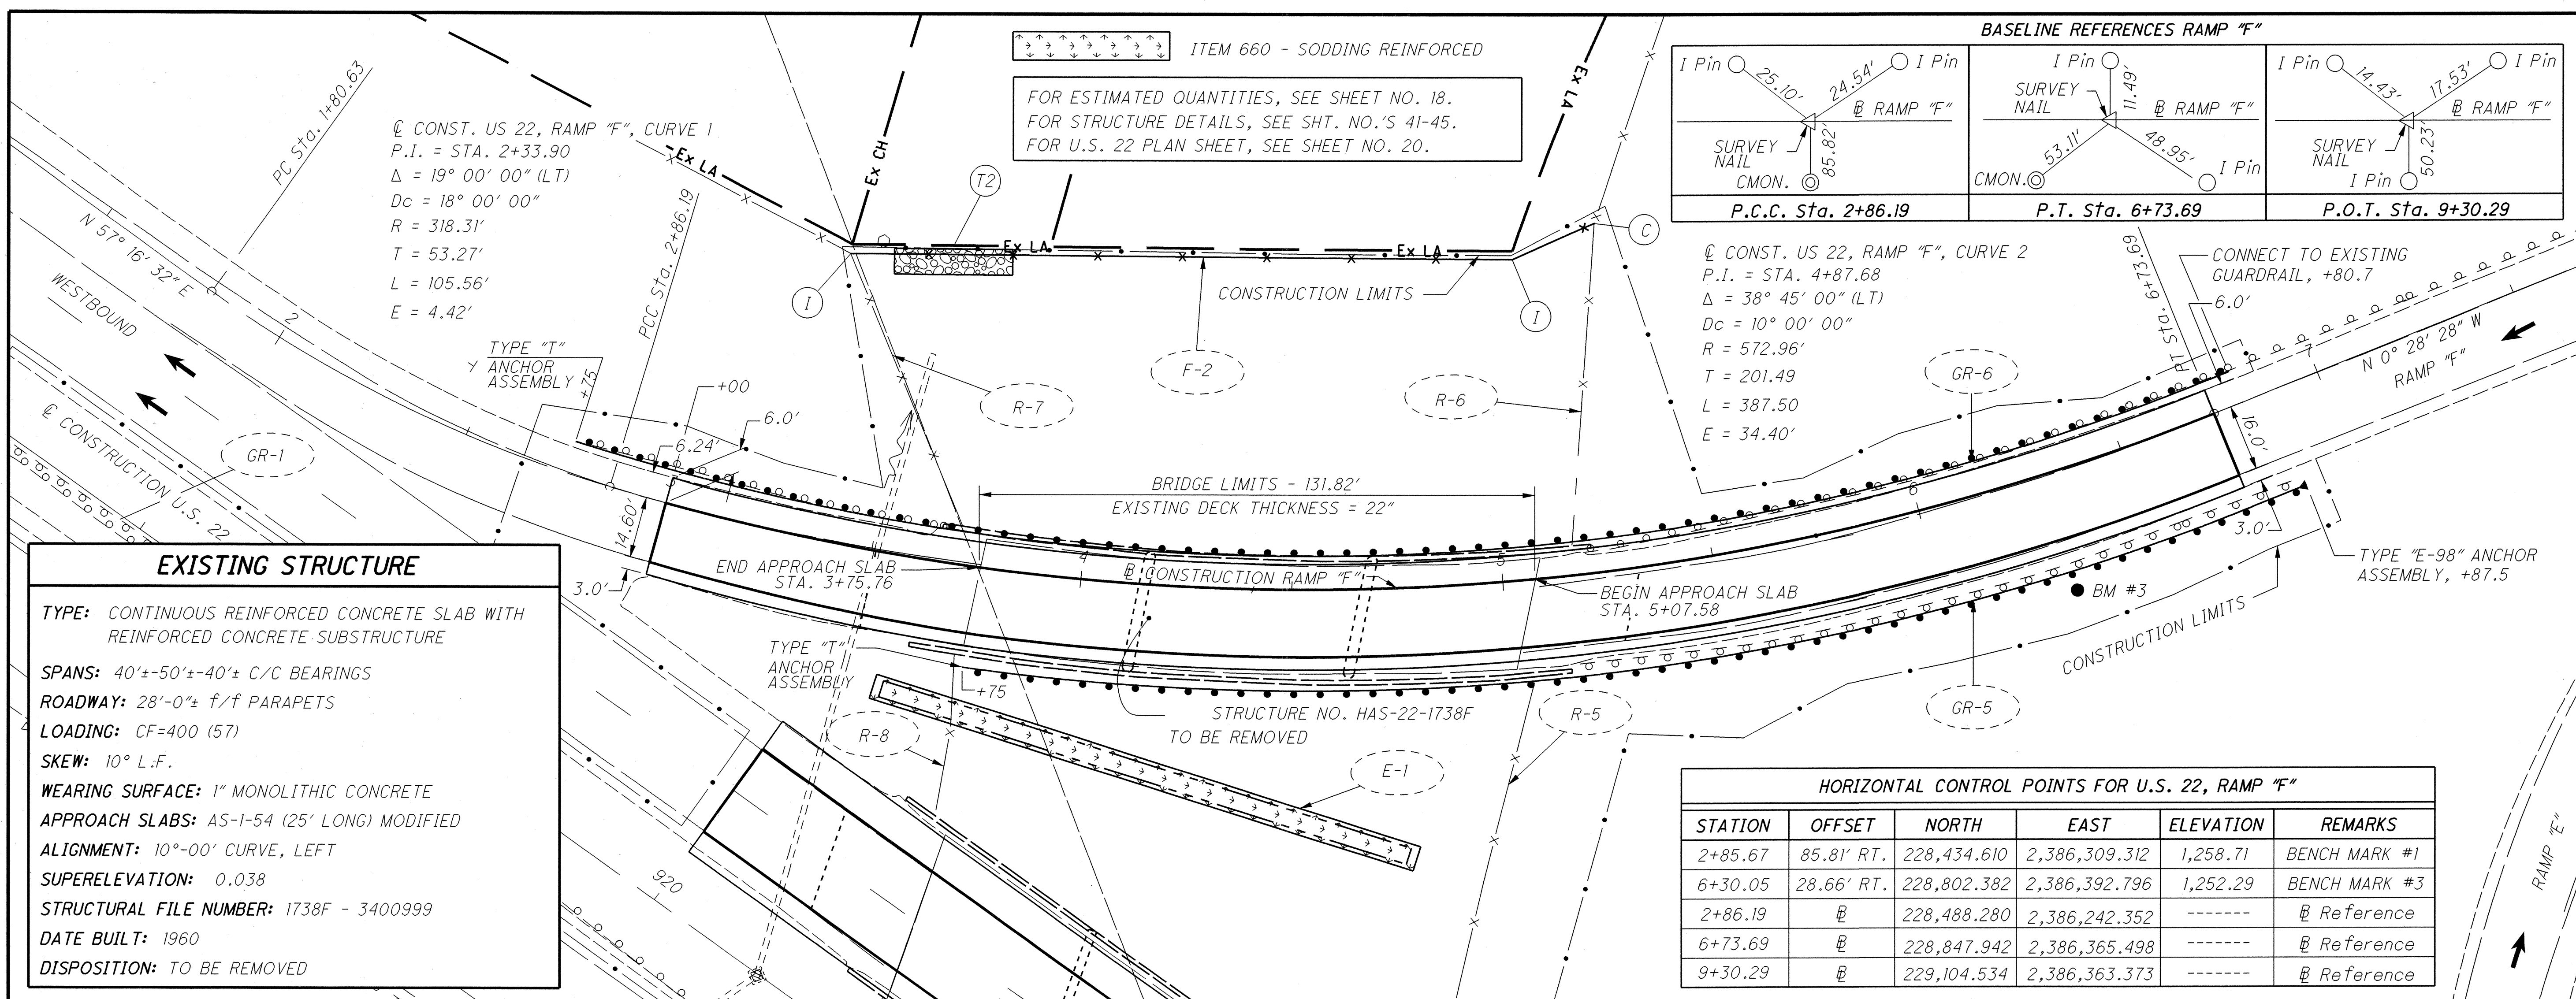 ITEM 660 - SODDING REINFORCED
FOR ESTIMATED QUANTITIES, SEE SHEET NO. 18.
FOR STRUCTURE DETAILS, SEE SHT. NO.'S 41-45.
FOR U.S. 22 PLAN SHEET, SEE SHEET NO. 20.
BASELINE REFERENCES RAMP "F"
I Pin
25.10'
24.54'
I Pin
℄ RAMP "F"
SURVEY
NAIL
85.82'
CMON.
P.C.C. Sta. 2+86.19
I Pin
11.49'
SURVEY
NAIL
℄ RAMP "F"
53.11'
48.95'
CMON.
I Pin
P.T. Sta. 6+73.69
I Pin
14.43'
17.53'
I Pin
℄ RAMP "F"
SURVEY
NAIL
50.23'
I Pin
P.O.T. Sta. 9+30.29
PC Sta. 1+80.63
℄ CONST. US 22, RAMP "F", CURVE 1
P.I. = STA. 2+33.90
Δ = 19° 00' 00" (LT)
Dc = 18° 00' 00"
R = 318.31'
T = 53.27'
L = 105.56'
E = 4.42'
Ex LA
Ex CH
T2
Ex LA
Ex LA
Ex LA
C
I
I
CONSTRUCTION LIMITS
F-2
PCC Sta. 2+86.19
N 57° 16' 32" E
2
WESTBOUND
℄ CONSTRUCTION U.S. 22
GR-1
TYPE "T"
ANCHOR
ASSEMBLY
+75
+00
6.24'
6.0'
R-7
R-6
℄ CONST. US 22, RAMP "F", CURVE 2
P.I. = STA. 4+87.68
Δ = 38° 45' 00" (LT)
Dc = 10° 00' 00"
R = 572.96'
T = 201.49
L = 387.50
E = 34.40'
PT Sta. 6+73.69
CONNECT TO EXISTING
GUARDRAIL, +80.7
6.0'
GR-6
7
N 0° 28' 28" W
RAMP "F"
16.0'
14.60'
3.0'
BRIDGE LIMITS - 131.82'
EXISTING DECK THICKNESS = 22"
END APPROACH SLAB
STA. 3+75.76
4
℄ CONSTRUCTION RAMP "F"
5
BEGIN APPROACH SLAB
STA. 5+07.58
6
3.0'
TYPE "E-98" ANCHOR
ASSEMBLY, +87.5
BM #3
CONSTRUCTION LIMITS
TYPE "T"
ANCHOR
ASSEMBLY
+75
STRUCTURE NO. HAS-22-1738F
TO BE REMOVED
R-8
R-5
GR-5
E-1
920
RAMP "E"
EXISTING STRUCTURE
TYPE: CONTINUOUS REINFORCED CONCRETE SLAB WITH
REINFORCED CONCRETE SUBSTRUCTURE
SPANS: 40'±-50'±-40'± C/C BEARINGS
ROADWAY: 28'-0"± f/f PARAPETS
LOADING: CF=400 (57)
SKEW: 10° L.F.
WEARING SURFACE: 1" MONOLITHIC CONCRETE
APPROACH SLABS: AS-1-54 (25' LONG) MODIFIED
ALIGNMENT: 10°-00' CURVE, LEFT
SUPERELEVATION: 0.038
STRUCTURAL FILE NUMBER: 1738F - 3400999
DATE BUILT: 1960
DISPOSITION: TO BE REMOVED
HORIZONTAL CONTROL POINTS FOR U.S. 22, RAMP "F"
STATION OFFSET NORTH EAST ELEVATION REMARKS
2+85.67 85.81' RT. 228,434.610 2,386,309.312 1,258.71 BENCH MARK #1
6+30.05 28.66' RT. 228,802.382 2,386,392.796 1,252.29 BENCH MARK #3
2+86.19 ℄ 228,488.280 2,386,242.352 ------- ℄ Reference
6+73.69 ℄ 228,847.942 2,386,365.498 ------- ℄ Reference
9+30.29 ℄ 229,104.534 2,386,363.373 ------- ℄ Reference